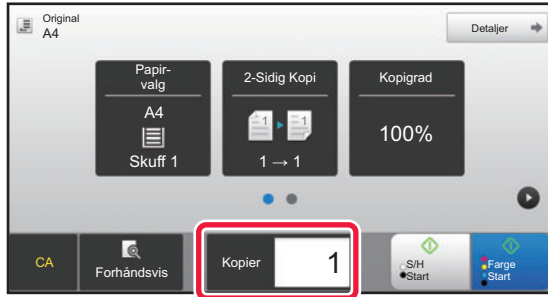 Original
A4
Detaljer
Papir-
valg
A4
Skuff 1
2-Sidig Kopi
1
1
1 → 1
Kopigrad
100%
CA
Forhåndsvis
Kopier
1
S/H
Start
Farge
Start